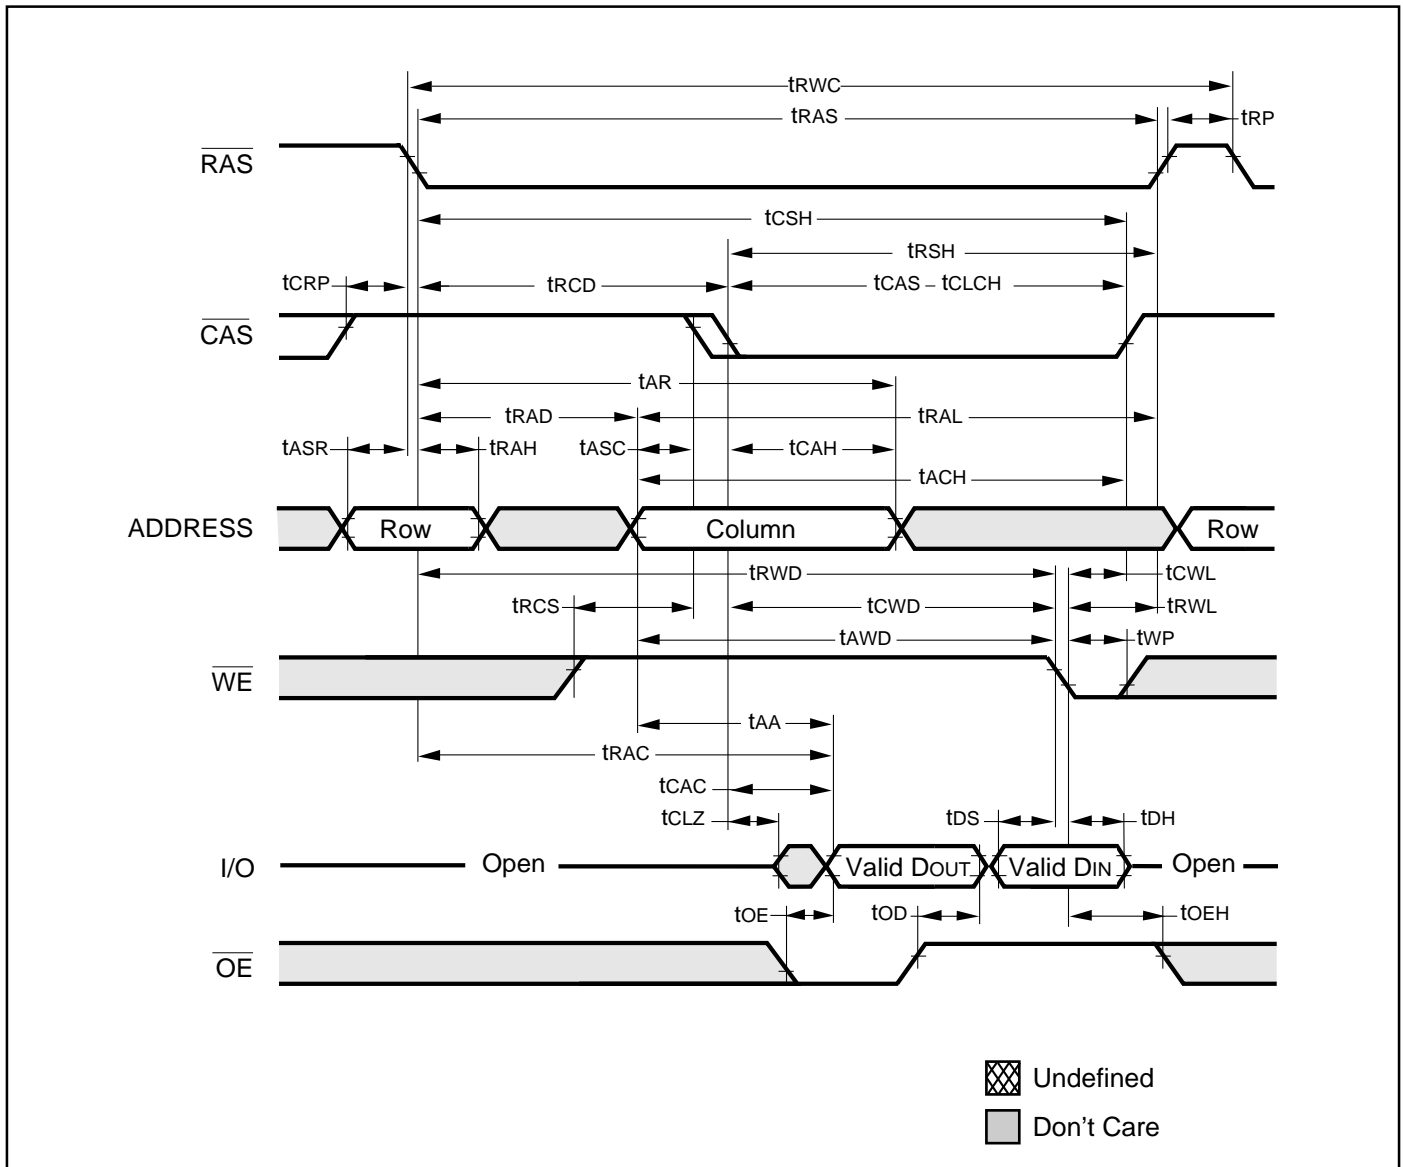 tRWC
tRAS
tRP
RAS
tCSH
tRSH
tCRP
tRCD
tCAS
tCLCH
CAS
tAR
tRAD
tRAL
tASR
tRAH
tASC
tCAH
tACH
ADDRESS
Row
Column
Row
tRWD
tCWL
tRCS
tCWD
tRWL
tAWD
tWP
WE
tAA
tRAC
tCAC
tCLZ
tDS
tDH
I/O
Open
Valid DOUT
Valid DIN
Open
tOE
tOD
tOEH
OE
Undefined
Don't Care